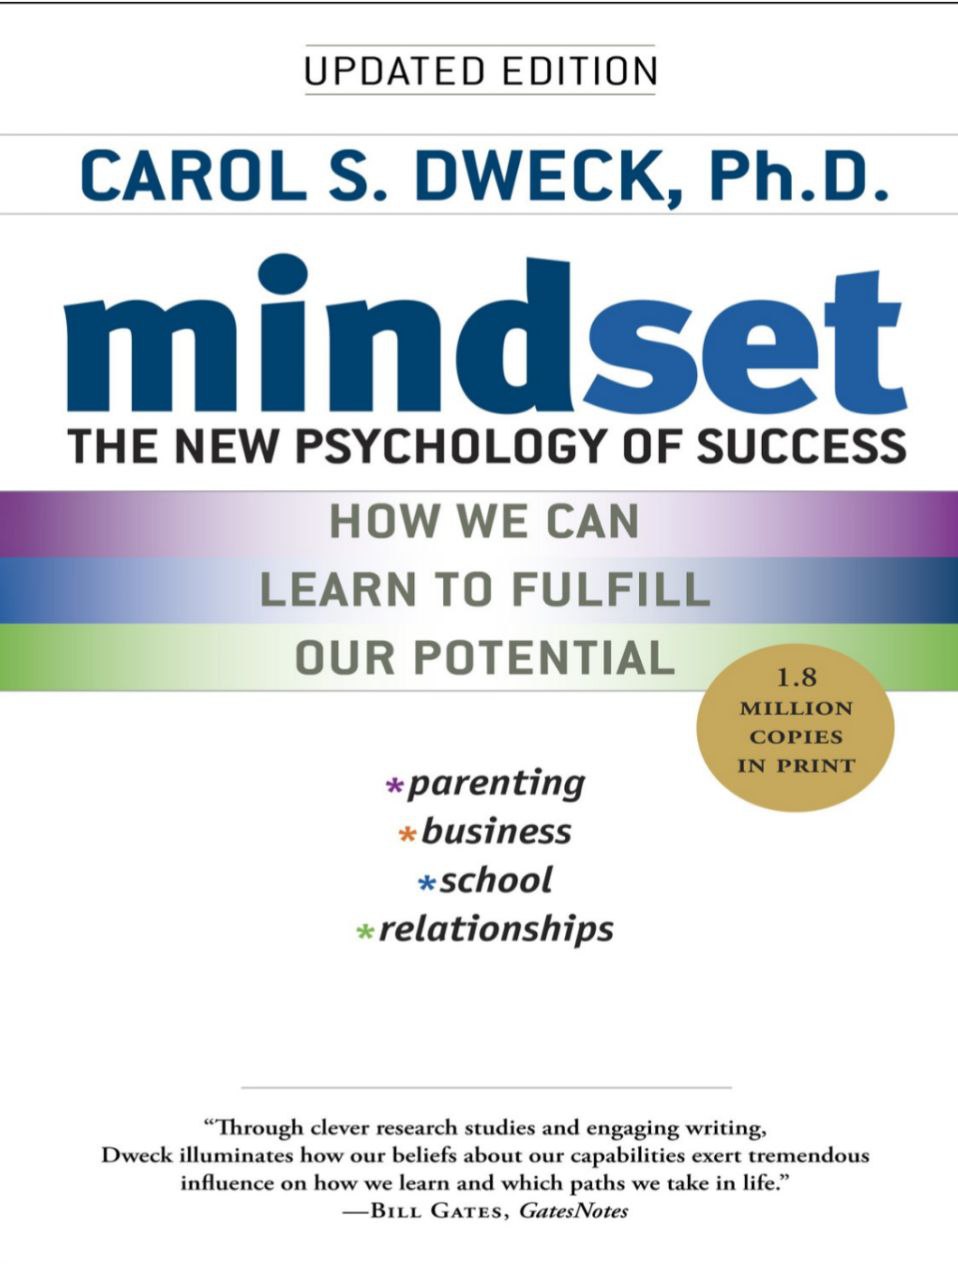 UPDATED EDITION
CAROL S. DWECK, Ph.D.
mindset
THE NEW PSYCHOLOGY OF SUCCESS
HOW WE CAN
LEARN TO FULFILL
OUR POTENTIAL
1.8
MILLION
COPIES
IN PRINT
*parenting
*business
*school
*relationships
“Through clever research studies and engaging writing,
Dweck illuminates how our beliefs about our capabilities exert tremendous
influence on how we learn and which paths we take in life.”
—BILL GATES, GatesNotes